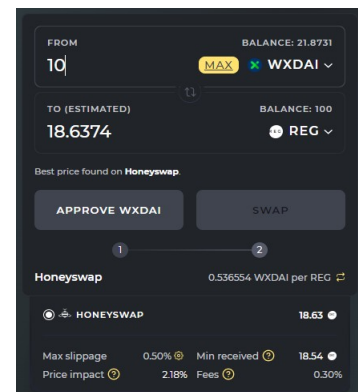 FROM BALANCE: 21.8731
10 MAX WXDAI
TO (ESTIMATED) BALANCE: 100
18.6374 REG
Best price found on Honeyswap.
APPROVE WXDAI SWAP
1 2
Honeyswap 0.536554 WXDAI per REG
HONEYSWAP 18.63
Max slippage 0.50% Min received ? 18.54
Price impact ? 2.18% Fees ? 0.30%